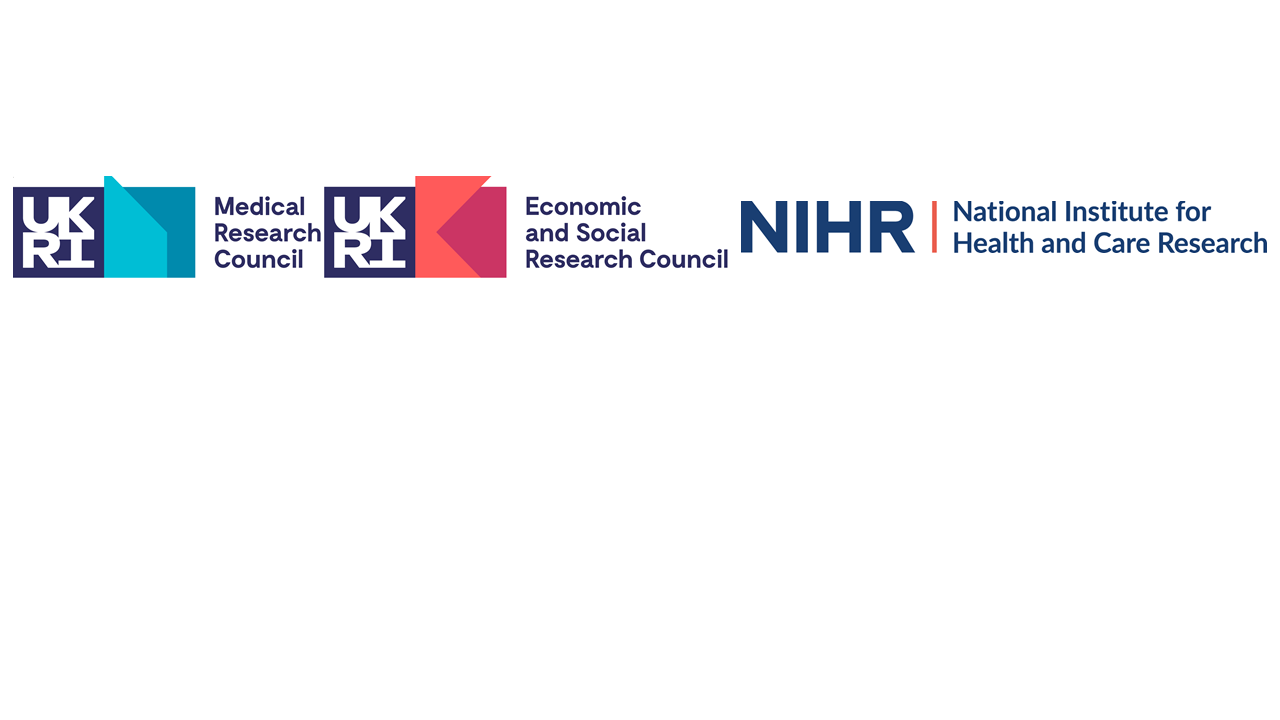 UK
RI
Medical
Research
Council
UK
RI
Economic
and Social
Research Council
NIHR
National Institute for
Health and Care Research